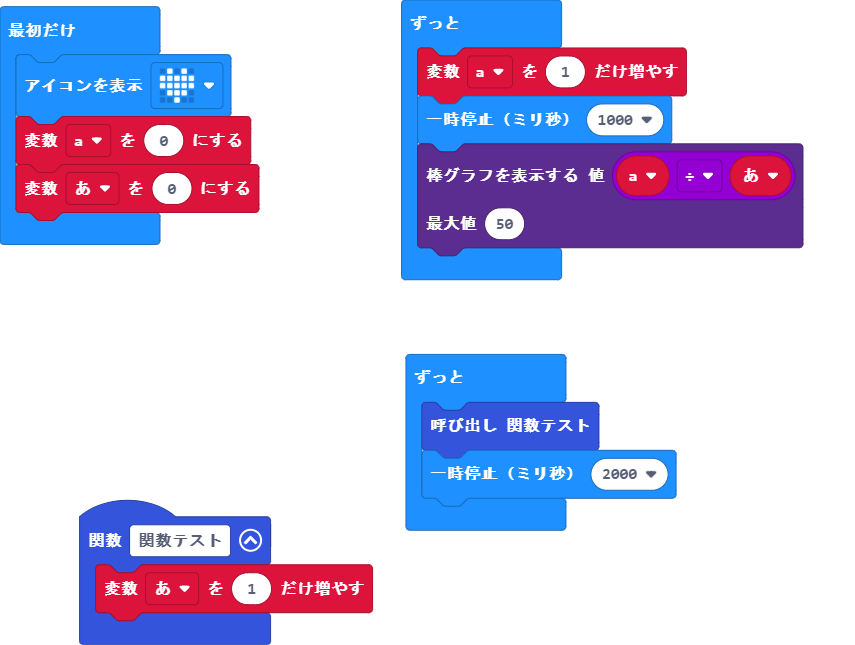 最初だけ
アイコンを表示
変数 a を 0 にする
変数 あ を 0 にする
ずっと
変数 a を 1 だけ増やす
一時停止（ミリ秒） 1000
棒グラフを表示する 値 a ÷ あ
最大値 50
ずっと
呼び出し 関数テスト
一時停止（ミリ秒） 2000
関数 関数テスト
変数 あ を 1 だけ増やす